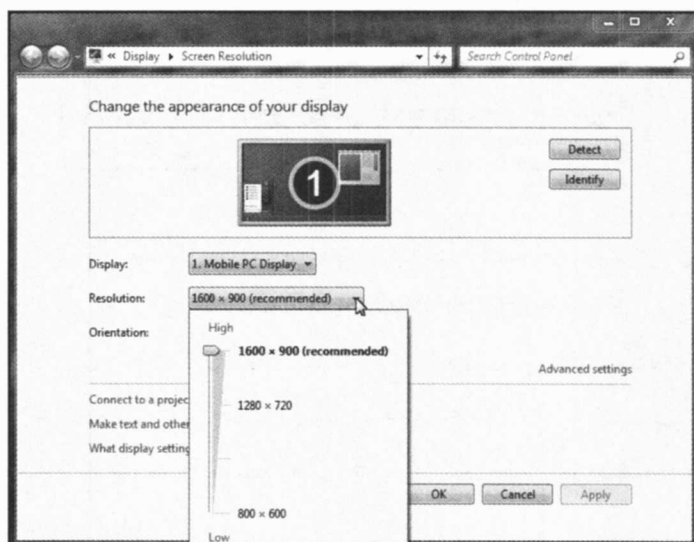 « Display ▸ Screen Resolution
Search Control Panel
Change the appearance of your display
1
Detect
Identify
Display: 1. Mobile PC Display
Resolution: 1600 × 900 (recommended)
Orientation:
High
1600 × 900 (recommended)
Advanced settings
Connect to a projec
1280 × 720
Make text and other
What display setting
OK Cancel Apply
800 × 600
Low